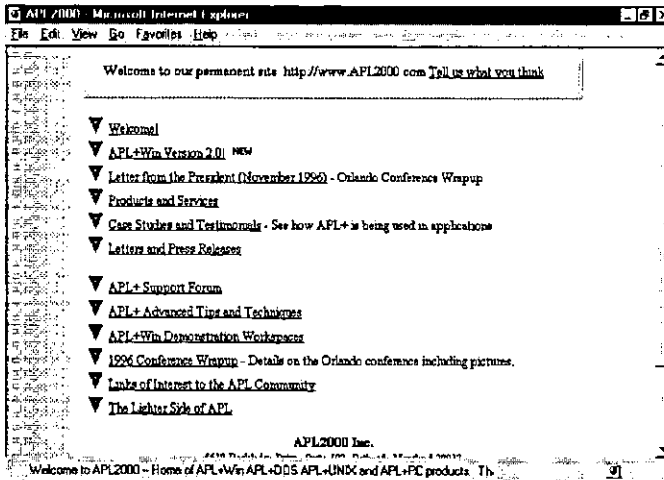 APL2000 - Microsoft Internet Explorer
File Edit View Go Favorites Help
Welcome to our permanent site http://www.APL2000 com Tell us what you think
Welcome!
APL+Win Version 2.0! NEW
Letter from the President (November 1996) - Orlando Conference Wrapup
Products and Services
Case Studies and Testimonials - See how APL+ is being used in applications
Letters and Press Releases
APL+ Support Forum
APL+ Advanced Tips and Techniques
APL+Win Demonstration Workspaces
1996 Conference Wrapup - Details on the Orlando conference including pictures.
Links of Interest to the APL Community
The Lighter Side of APL
APL2000 Inc.
Welcome to APL2000 - Home of APL+Win APL+DOS APL+UNIX and APL+PC products. Th